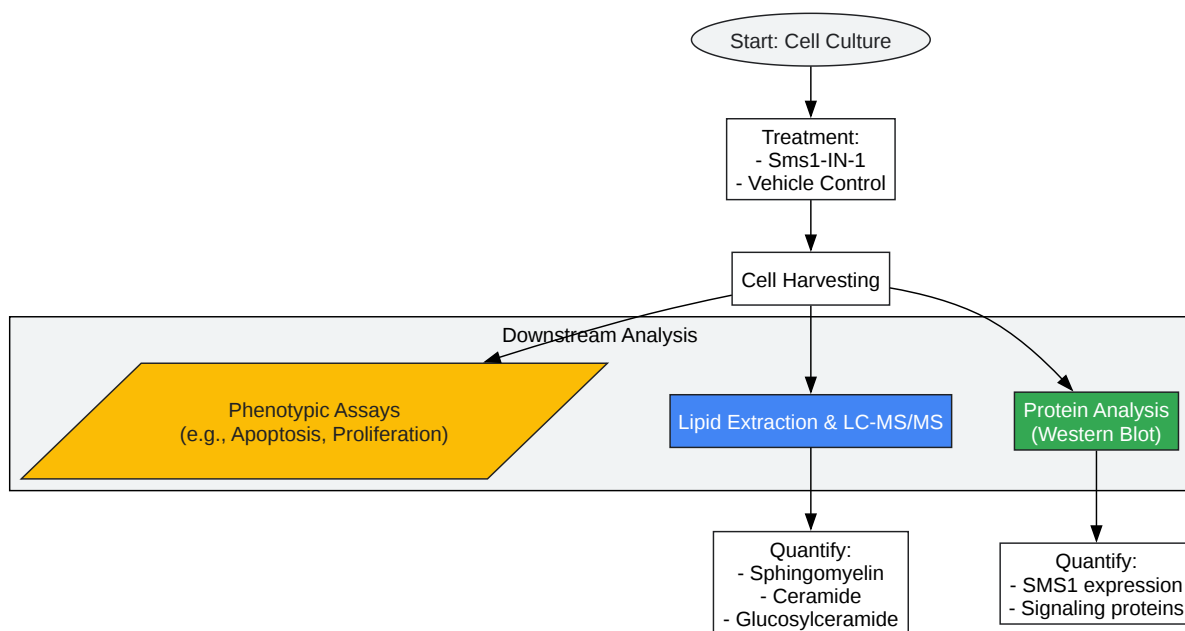 Start: Cell Culture
Treatment:
- Sms1-IN-1
- Vehicle Control
Cell Harvesting
Downstream Analysis
Phenotypic Assays
(e.g., Apoptosis, Proliferation)
Lipid Extraction & LC-MS/MS
Protein Analysis
(Western Blot)
Quantify:
- Sphingomyelin
- Ceramide
- Glucosylceramide
Quantify:
- SMS1 expression
- Signaling proteins